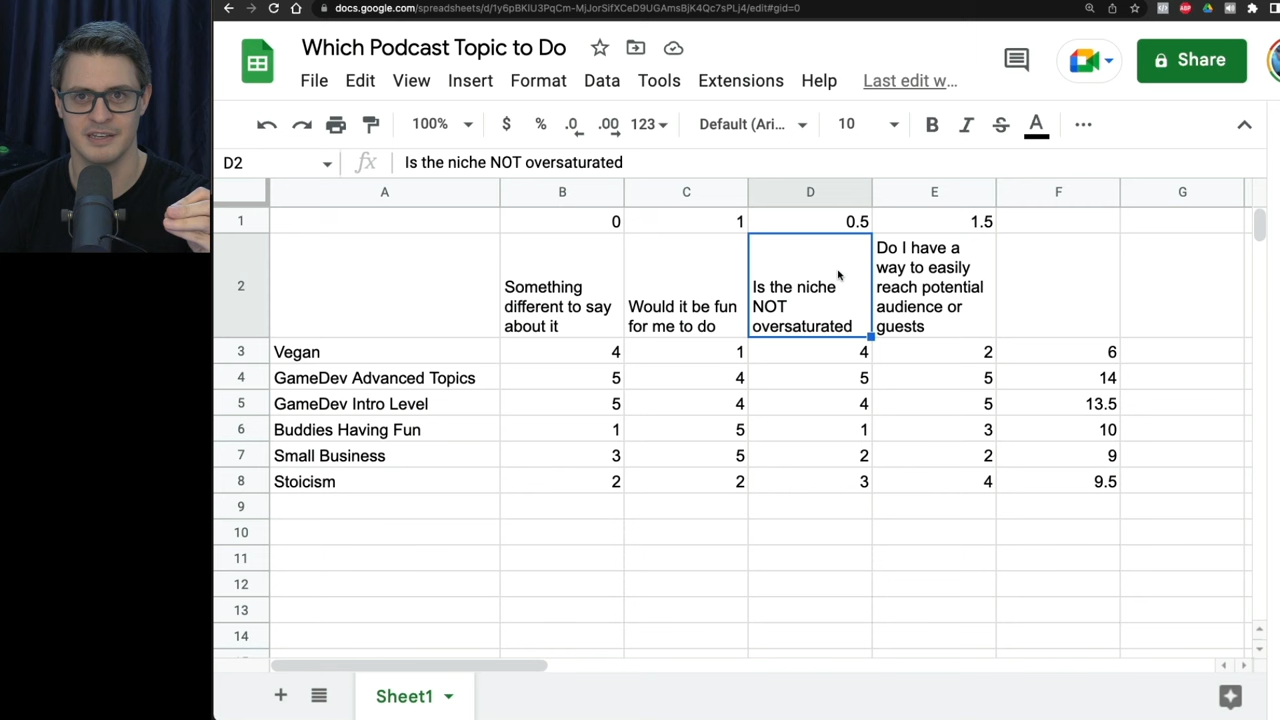 docs.google.com/spreadsheets/d/1y6pBKIU3PqCm-MjJorSifXCeD9UGAmsBjK4Qc7sPLj4/edit#gid=0
Which Podcast Topic to Do
File Edit View Insert Format Data Tools Extensions Help Last edit w...
Share
100% $ % .0 .00 123 Default (Ari... 10 B I S A
D2 fx Is the niche NOT oversaturated
A B C D E F G
1 0 1 0.5 1.5
2
Something
different to say
about it
Would it be fun
for me to do
Is the niche
NOT
oversaturated
Do I have a
way to easily
reach potential
audience or
guests
3 Vegan 4 1 4 2 6
4 GameDev Advanced Topics 5 4 5 5 14
5 GameDev Intro Level 5 4 4 5 13.5
6 Buddies Having Fun 1 5 1 3 10
7 Small Business 3 5 2 2 9
8 Stoicism 2 2 3 4 9.5
9
10
11
12
13
14
Sheet1